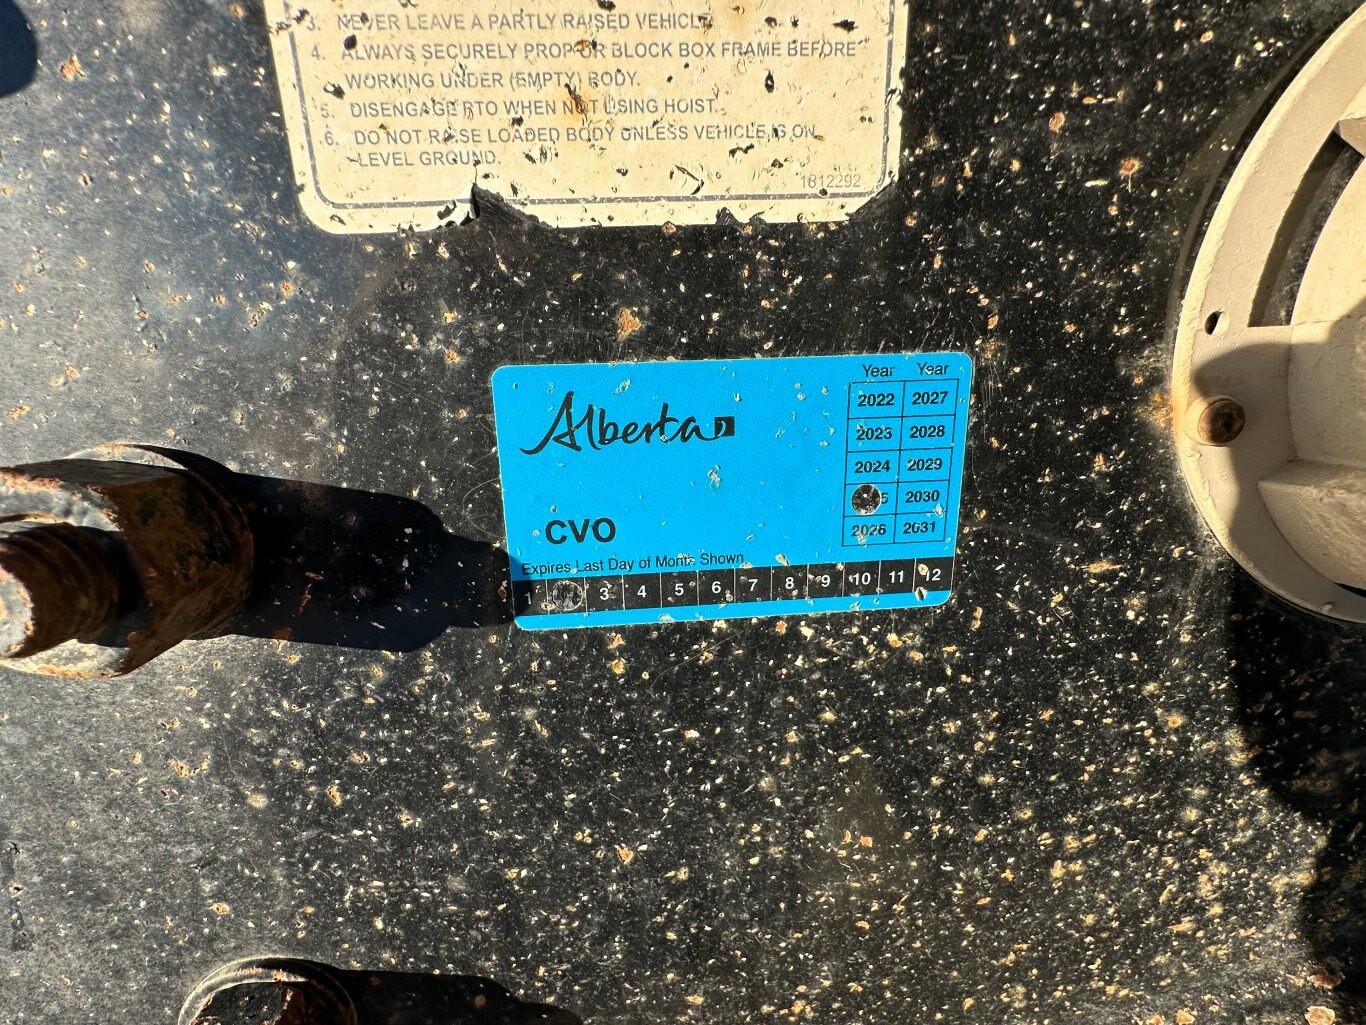 3. NEVER LEAVE A PARTLY RAISED VEHICLE
4. ALWAYS SECURELY PROP OR BLOCK BOX FRAME BEFORE
WORKING UNDER (EMPTY) BODY.
5. DISENGAGE PTO WHEN NOT USING HOIST.
6. DO NOT RAISE LOADED BODY UNLESS VEHICLE IS ON
LEVEL GROUND.
1812292
Alberta
CVO
Year Year
2022 2027
2023 2028
2024 2029
5 2030
2026 2031
Expires Last Day of Month Shown
1 3 4 5 6 7 8 9 10 11 12